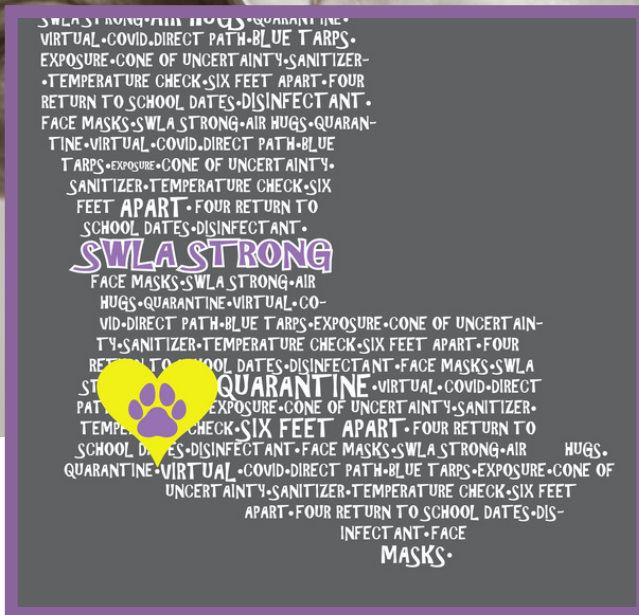 SWLA STRONG•AIR HUGS•QUARANTINE•
VIRTUAL•COVID•DIRECT PATH•BLUE TARPS•
EXPOSURE•CONE OF UNCERTAINTY•SANITIZER-
•TEMPERATURE CHECK•SIX FEET APART•FOUR
RETURN TO SCHOOL DATES•DISINFECTANT•
FACE MASKS•SWLA STRONG•AIR HUGS•QUARAN-
TINE•VIRTUAL•COVID•DIRECT PATH•BLUE
TARPS•EXPOSURE•CONE OF UNCERTAINTY•
SANITIZER•TEMPERATURE CHECK•SIX
FEET APART•FOUR RETURN TO
SCHOOL DATES•DISINFECTANT•
SWLA STRONG
FACE MASKS•SWLA STRONG•AIR
HUGS•QUARANTINE•VIRTUAL•CO-
VID•DIRECT PATH•BLUE TARPS•EXPOSURE•CONE OF UNCERTAIN-
TY•SANITIZER•TEMPERATURE CHECK•SIX FEET APART•FOUR
TO DATES•DISINFECTANT•FACE MASKS•SWLA
QUARANTINE•VIRTUAL•COVID•DIRECT
EXPOSURE•CONE OF UNCERTAINTY•SANITIZER•
CHECK•SIX FEET APART•FOUR RETURN TO
SCHOOL •DISINFECTANT•FACE MASKS•SWLA STRONG•AIR HUGS•
QUARANTINE•VIRTUAL•COVID•DIRECT PATH•BLUE TARPS•EXPOSURE•CONE OF
UNCERTAINTY•SANITIZER•TEMPERATURE CHECK•SIX FEET
APART•FOUR RETURN TO SCHOOL DATES•DIS-
INFECTANT•FACE
MASKS•